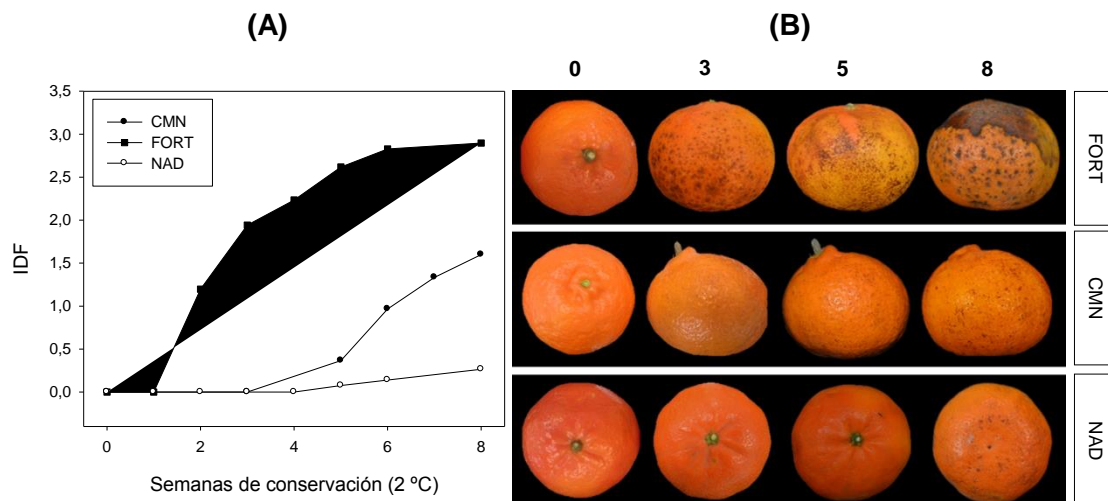 (A)
(B)
3,5
3,0
2,5
2,0
1,5
1,0
0,5
0,0
IDF
CMN
FORT
NAD
0 2 4 6 8
Semanas de conservación (2 ºC)
0 3 5 8
FORT
CMN
NAD